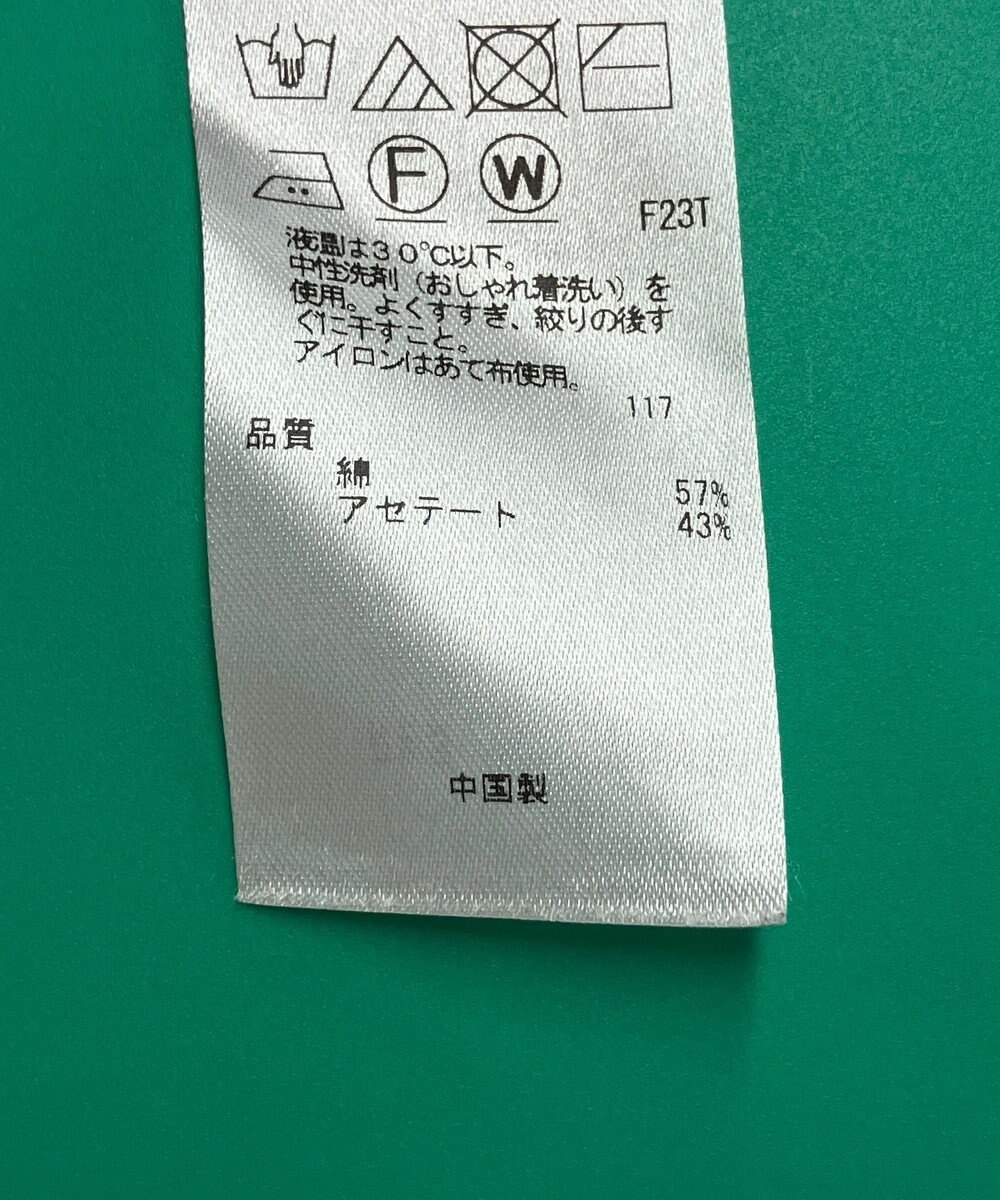 F
W
F23T
液温は30℃以下。
中性洗剤（おしゃれ着洗い）を
使用。よくすすぎ、絞りの後す
ぐに干すこと。
アイロンはあて布使用。
117
品質
綿 57%
アセテート 43%
中国製